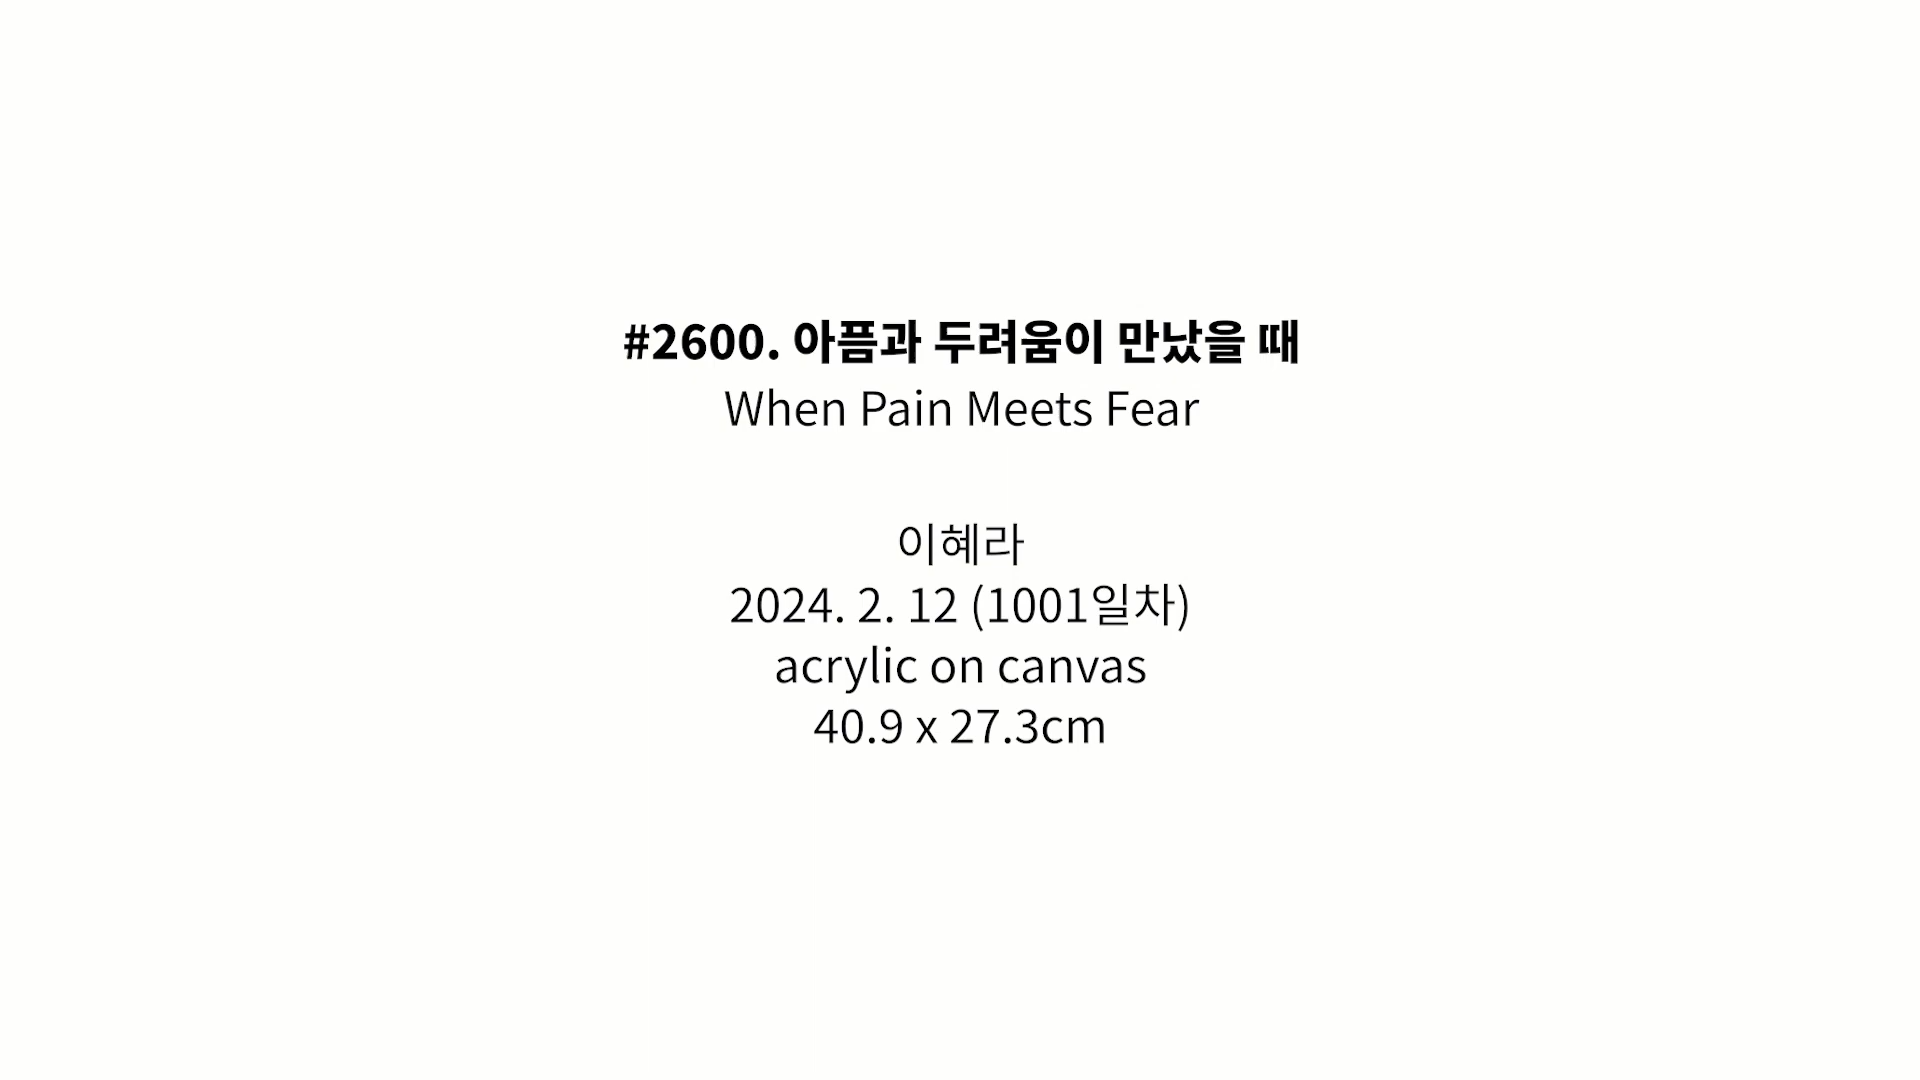 #2600. 아픔과 두려움이 만났을 때
When Pain Meets Fear
이혜라
2024. 2. 12 (1001일차)
acrylic on canvas
40.9 x 27.3cm